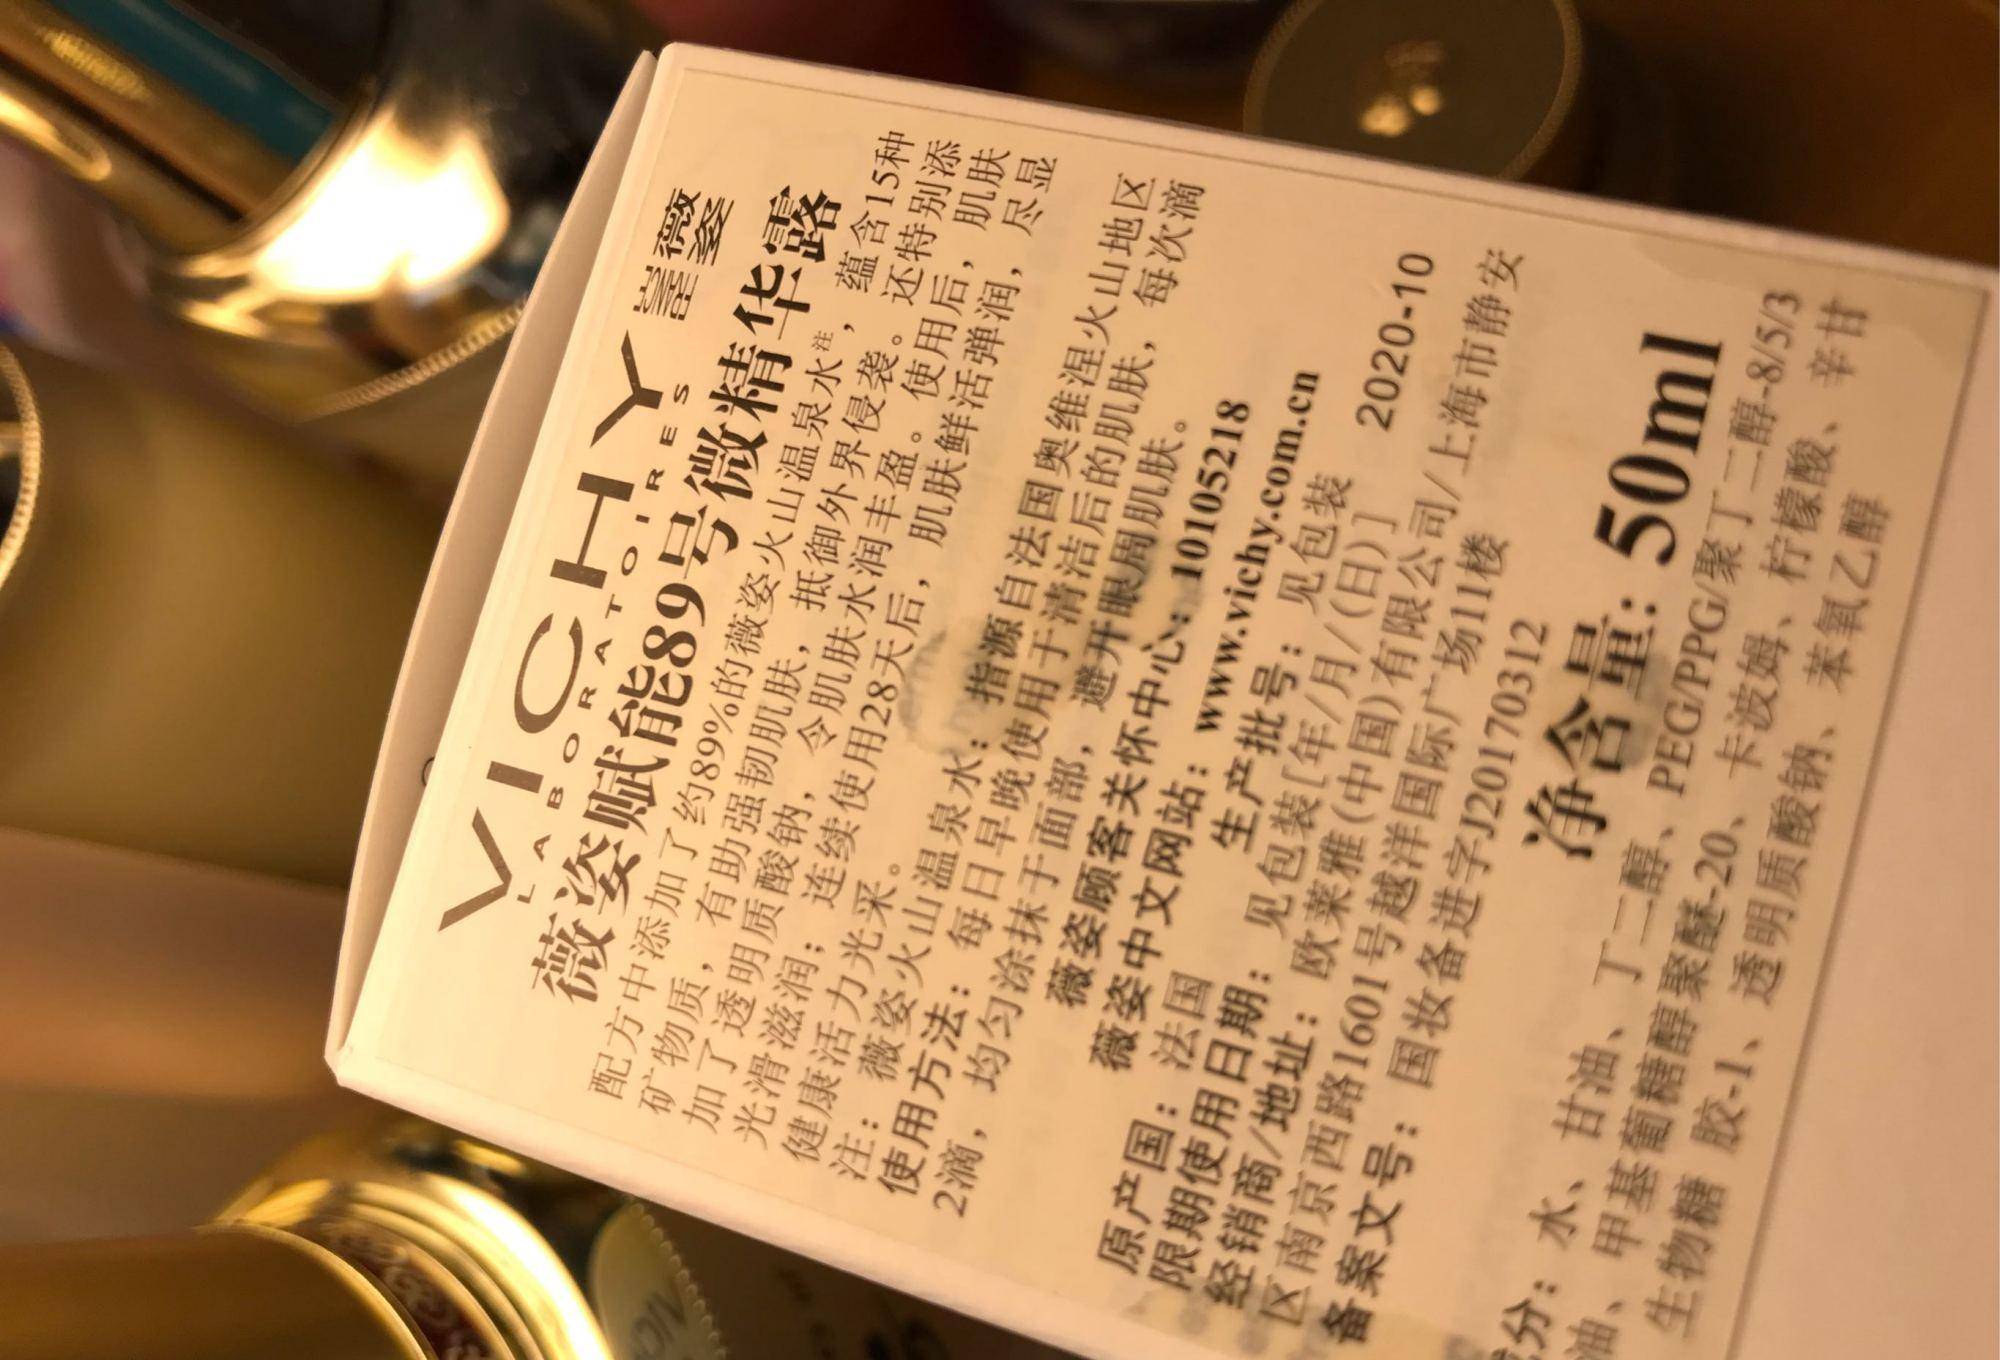 VICHY 薇姿
LABORATOIRES
薇姿赋能89号微精华露
配方中添加了约89%的薇姿火山温泉水注，蕴含15种
矿物质，有助强韧肌肤，抵御外界侵袭。还特别添
加了透明质酸钠，令肌肤水润丰盈。使用后，肌肤
光滑滋润；连续使用28天后，肌肤鲜活弹润，尽显
健康活力光采。
注：薇姿火山温泉水：指源自法国奥维涅火山地区
使用方法：每日早晚使用于清洁后的肌肤，每次滴
2滴，均匀涂抹于面部，避开眼周肌肤。
薇姿顾客关怀中心：10105218
薇姿中文网站：www.vichy.com.cn
原产国：法国 生产批号：见包装
限期使用日期：见包装[年/月/(日)] 2020-10
经销商/地址：欧莱雅(中国)有限公司/上海市静安
区南京西路1601号越洋国际广场11楼
备案文号：国妆备进字J20170312
净含量：50ml
成分：水、甘油、丁二醇、PEG/PPG/聚丁二醇-8/5/3
甘油、甲基葡糖醇聚醚-20、卡波姆、柠檬酸、辛甘
醇、生物糖 胶-1、透明质酸钠、苯氧乙醇